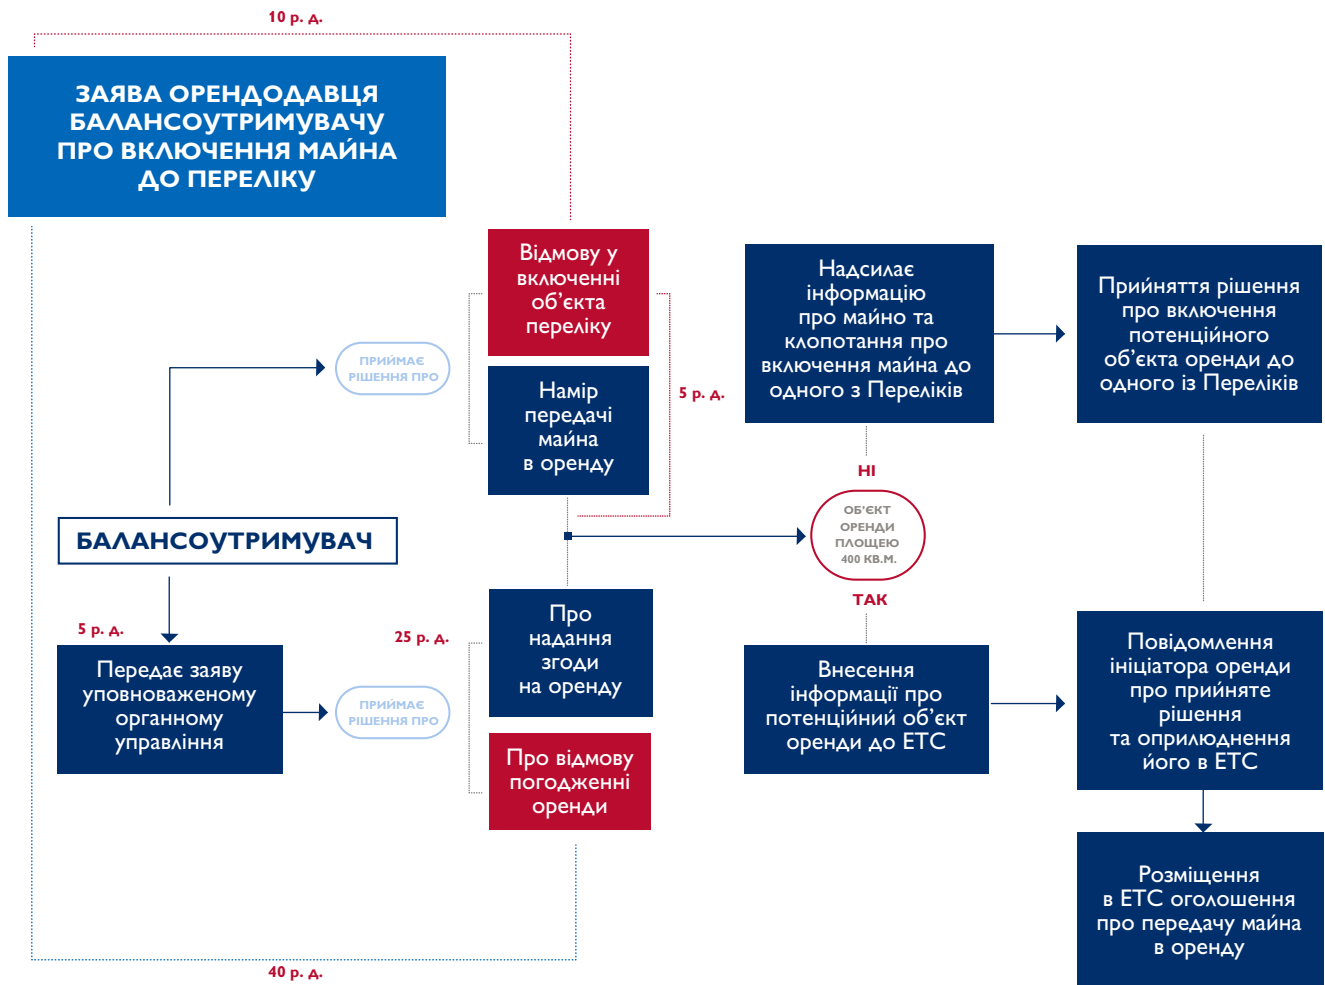 10 р. д.
ЗАЯВА ОРЕНДОДАВЦЯ
БАЛАНСОУТРИМУВАЧУ
ПРО ВКЛЮЧЕННЯ МАЙНА
ДО ПЕРЕЛІКУ
Відмову у
включенні
об’єкта
переліку
ПРИЙМАЄ
РІШЕННЯ ПРО
Намір
передачі
майна
в оренду
5 р. д.
Надсилає
інформацію
про майно та
клопотання про
включення майна до
одного з Переліків
Прийняття рішення
про включення
потенційного
об’єкта оренди до
одного із Переліків
НІ
ОБ’ЄКТ
ОРЕНДИ
ПЛОЩЕЮ
400 КВ.М.
ТАК
БАЛАНСОУТРИМУВАЧ
5 р. д.
Передає заяву
уповноваженому
органному
управління
25 р. д.
ПРИЙМАЄ
РІШЕННЯ ПРО
Про
надання
згоди
на оренду
Про відмову
погодженні
оренди
Внесення
інформації про
потенційний об’єкт
оренди до ЕТС
Повідомлення
ініціатора оренди
про прийняте
рішення
та оприлюднення
його в ЕТС
Розміщення
в ЕТС оголошення
про передачу майна
в оренду
40 р. д.